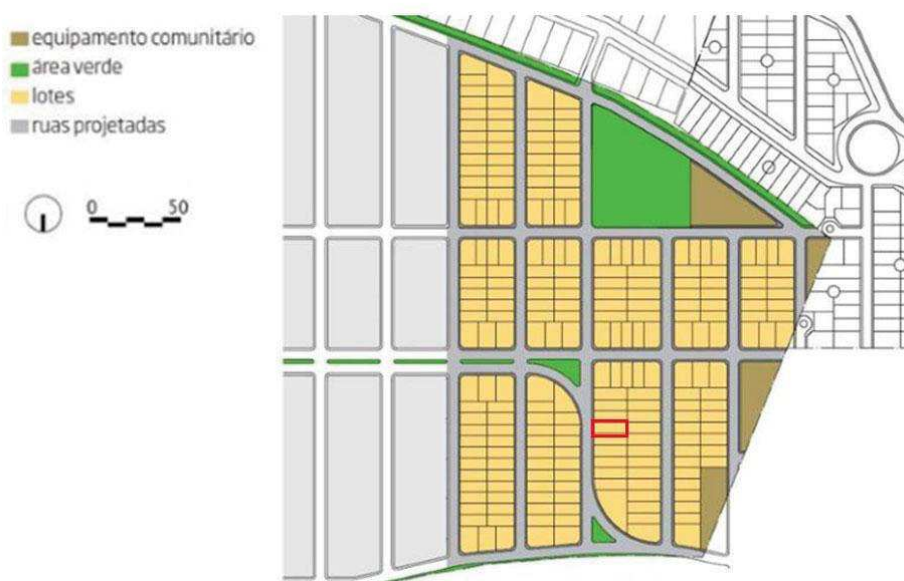 equipamento comunitário
área verde
lotes
ruas projetadas
0 50